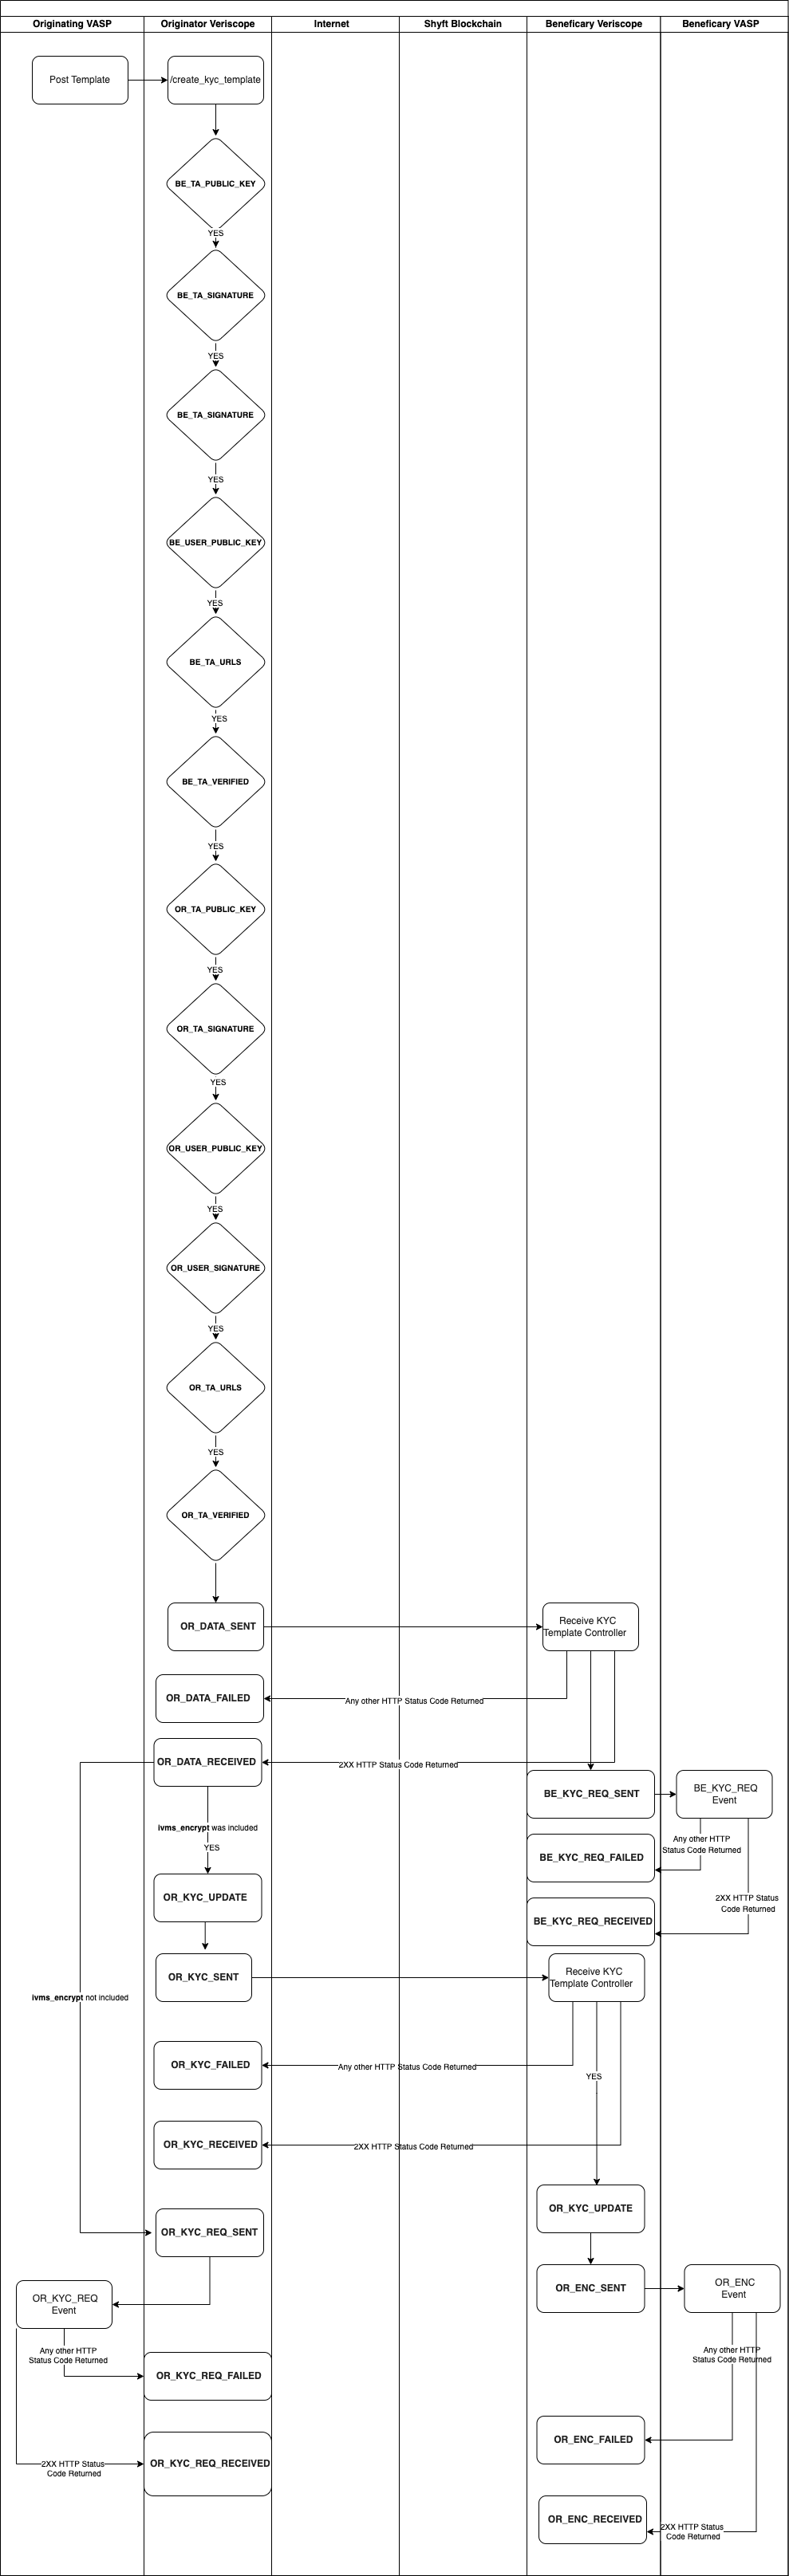 Originating VASP
Originator Veriscope
Internet
Shyft Blockchain
Beneficary Veriscope
Beneficary VASP
Post Template
/create_kyc_template
BE_TA_PUBLIC_KEY
YES
BE_TA_SIGNATURE
YES
BE_TA_SIGNATURE
YES
BE_USER_PUBLIC_KEY
YES
BE_TA_URLS
YES
BE_TA_VERIFIED
YES
OR_TA_PUBLIC_KEY
YES
OR_TA_SIGNATURE
YES
OR_USER_PUBLIC_KEY
YES
OR_USER_SIGNATURE
YES
OR_TA_URLS
YES
OR_TA_VERIFIED
OR_DATA_SENT
Receive KYC
Template Controller
OR_DATA_FAILED
Any other HTTP Status Code Returned
OR_DATA_RECEIVED
2XX HTTP Status Code Returned
BE_KYC_REQ_SENT
BE_KYC_REQ
Event
ivms_encrypt was included
YES
Any other HTTP
Status Code Returned
BE_KYC_REQ_FAILED
OR_KYC_UPDATE
2XX HTTP Status
Code Returned
BE_KYC_REQ_RECEIVED
OR_KYC_SENT
Receive KYC
Template Controller
ivms_encrypt not included
OR_KYC_FAILED
Any other HTTP Status Code Returned
YES
OR_KYC_RECEIVED
2XX HTTP Status Code Returned
OR_KYC_UPDATE
OR_KYC_REQ_SENT
OR_ENC_SENT
OR_ENC
Event
OR_KYC_REQ
Event
Any other HTTP
Status Code Returned
Any other HTTP
Status Code Returned
OR_KYC_REQ_FAILED
OR_ENC_FAILED
2XX HTTP Status
Code Returned
OR_KYC_REQ_RECEIVED
OR_ENC_RECEIVED
2XX HTTP Status
Code Returned